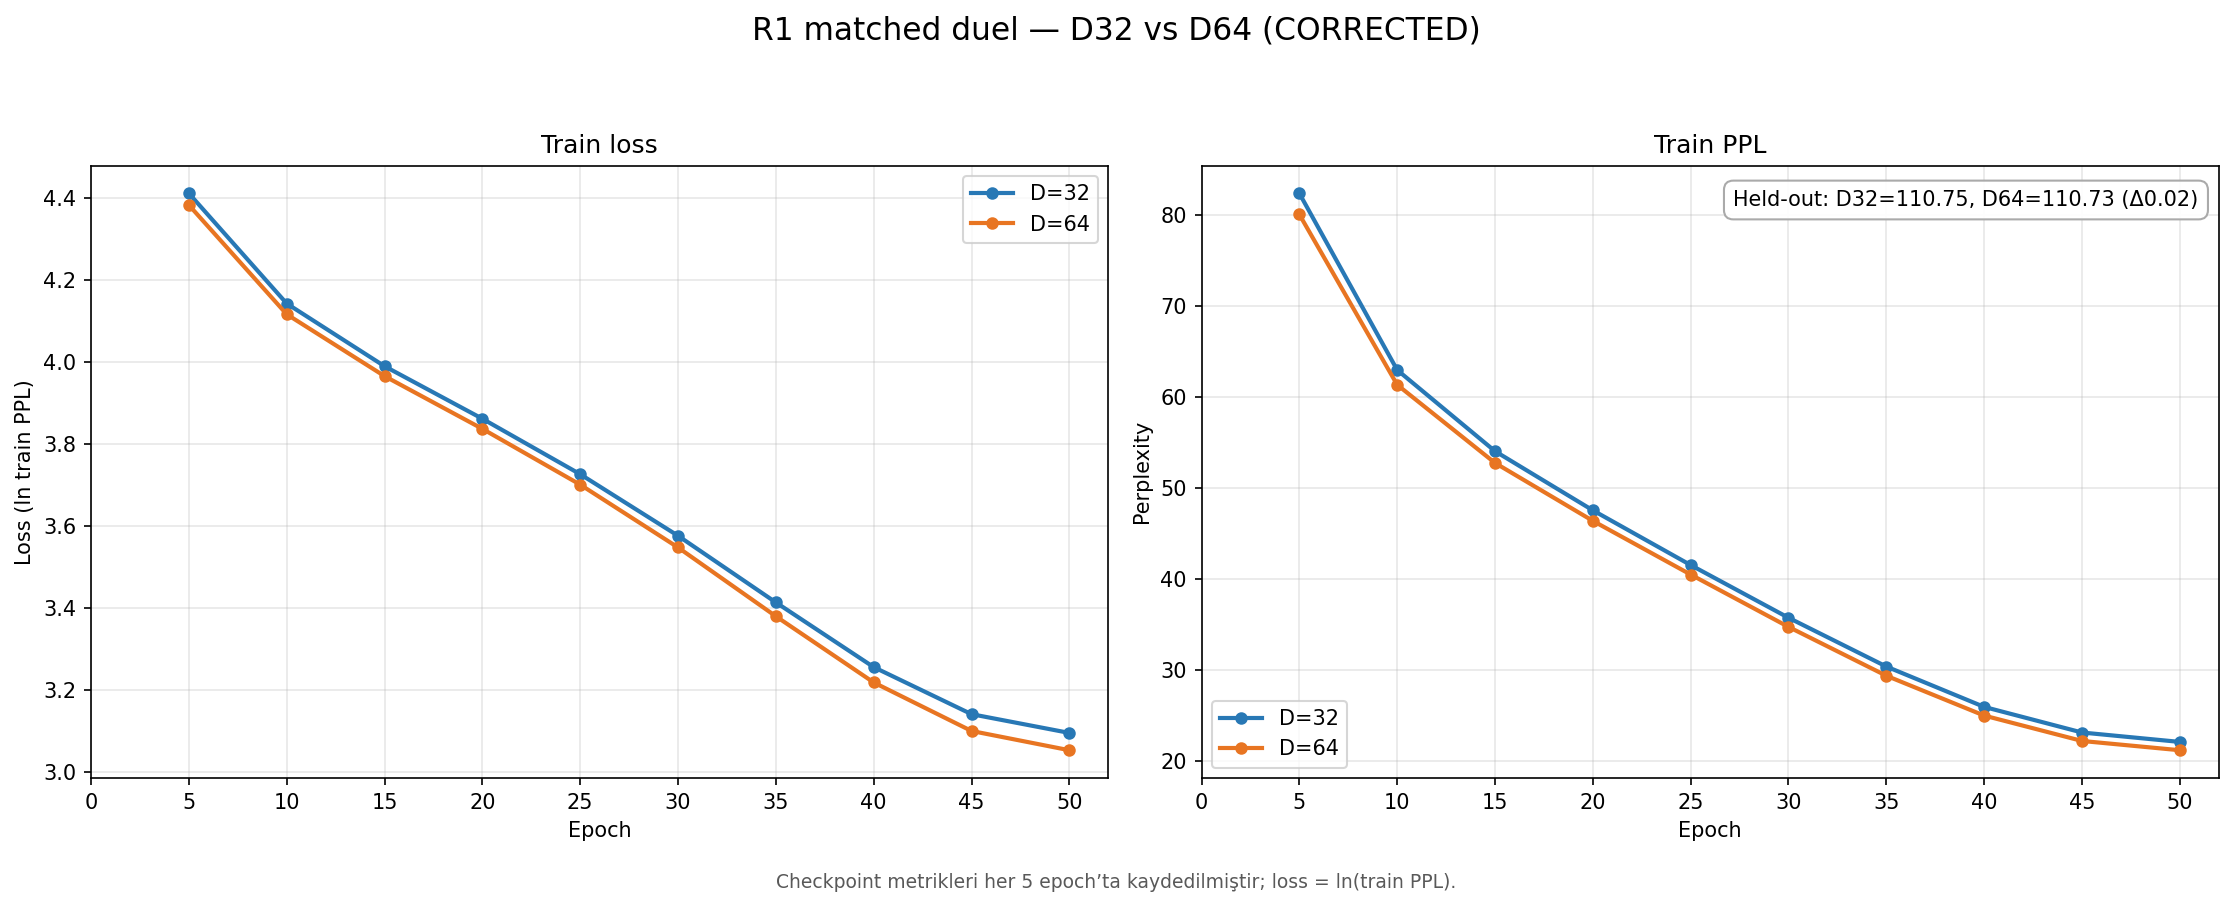 R1 matched duel — D32 vs D64 (CORRECTED)
Train loss
Loss (ln train PPL)
4.4
4.2
4.0
3.8
3.6
3.4
3.2
3.0
D=32
D=64
0 5 10 15 20 25 30 35 40 45 50
Epoch
Train PPL
Perplexity
80
70
60
50
40
30
20
Held-out: D32=110.75, D64=110.73 (Δ0.02)
D=32
D=64
0 5 10 15 20 25 30 35 40 45 50
Epoch
Checkpoint metrikleri her 5 epoch’ta kaydedilmiştir; loss = ln(train PPL).